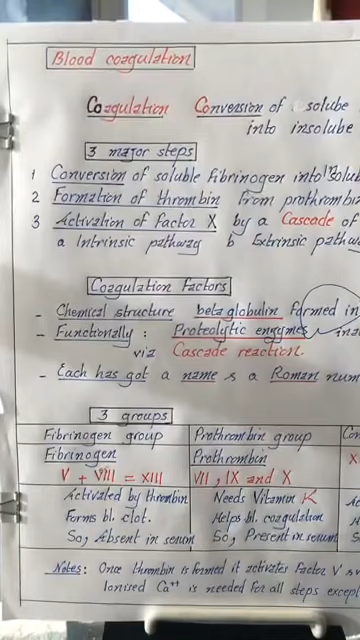 Blood coagulation
Coagulation Conversion of soluble
into insoluble
3 major steps
1 Conversion of soluble fibrinogen into
2 Formation of thrombin from prothrombin
3 Activation of Factor X by a Cascade of
a Intrinsic pathway b Extrinsic
Coagulation factors
- Chemical structure beta globulin formed in
- Functionally : Proteolytic enzymes
via Cascade reaction.
- Each has got a name & a Roman
3 groups
Fibrinogen group Prothrombin group
Fibrinogen Prothrombin
V + VIII = XIII VII, IX and X
Activated by thrombin Needs Vitamin K
Forms bl. clot. Helps bl. coagulation
So, Absent in serum So, Present in serum
Notes: Once thrombin is formed it activates Factor V
Ionised Ca++ is needed for all steps except